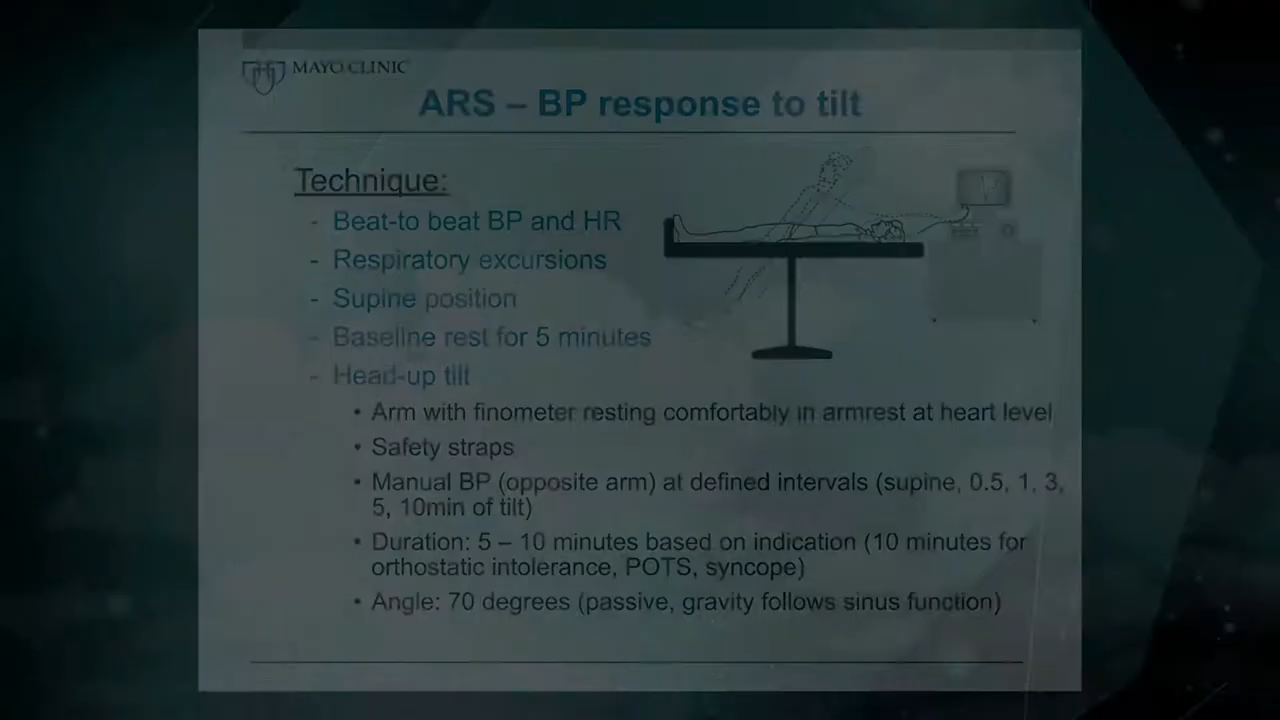 MAYO CLINIC
ARS – BP response to tilt
Technique:
- Beat-to beat BP and HR
- Respiratory excursions
- Supine position
- Baseline rest for 5 minutes
- Head-up tilt
• Arm with finometer resting comfortably in armrest at heart level
• Safety straps
• Manual BP (opposite arm) at defined intervals (supine, 0.5, 1, 3,
5, 10min of tilt)
• Duration: 5 – 10 minutes based on indication (10 minutes for
orthostatic intolerance, POTS, syncope)
• Angle: 70 degrees (passive, gravity follows sinus function)